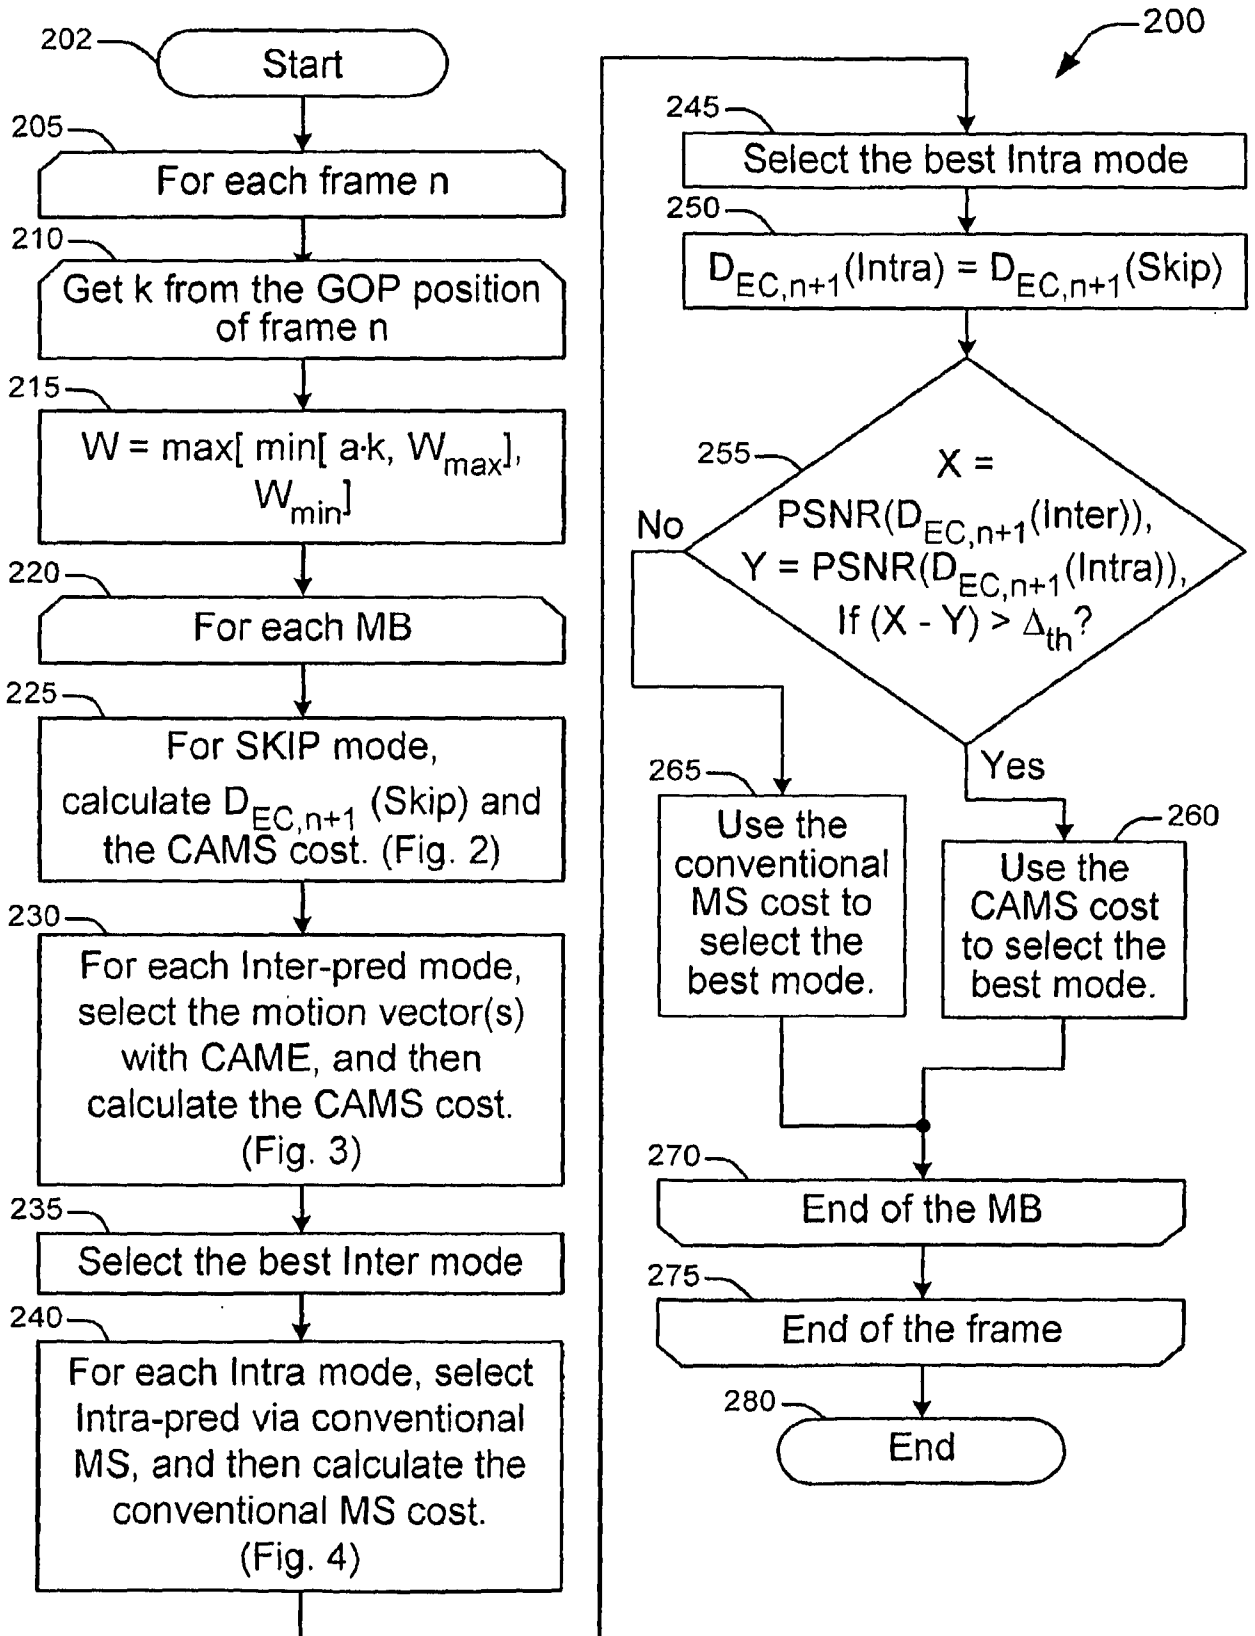 200
202
Start
205
For each frame n
210
Get k from the GOP position
of frame n
215
W = max[ min[ a·k, Wmax],
Wmin]
220
For each MB
225
For SKIP mode,
calculate DEC,n+1 (Skip) and
the CAMS cost. (Fig. 2)
230
For each Inter-pred mode,
select the motion vector(s)
with CAME, and then
calculate the CAMS cost.
(Fig. 3)
235
Select the best Inter mode
240
For each Intra mode, select
Intra-pred via conventional
MS, and then calculate the
conventional MS cost.
(Fig. 4)
245
Select the best Intra mode
250
DEC,n+1(Intra) = DEC,n+1(Skip)
255
X =
PSNR(DEC,n+1(Inter)),
Y = PSNR(DEC,n+1(Intra)),
If (X - Y) > Δth?
No
Yes
265
Use the
conventional
MS cost to
select the
best mode.
260
Use the
CAMS cost
to select the
best mode.
270
End of the MB
275
End of the frame
280
End